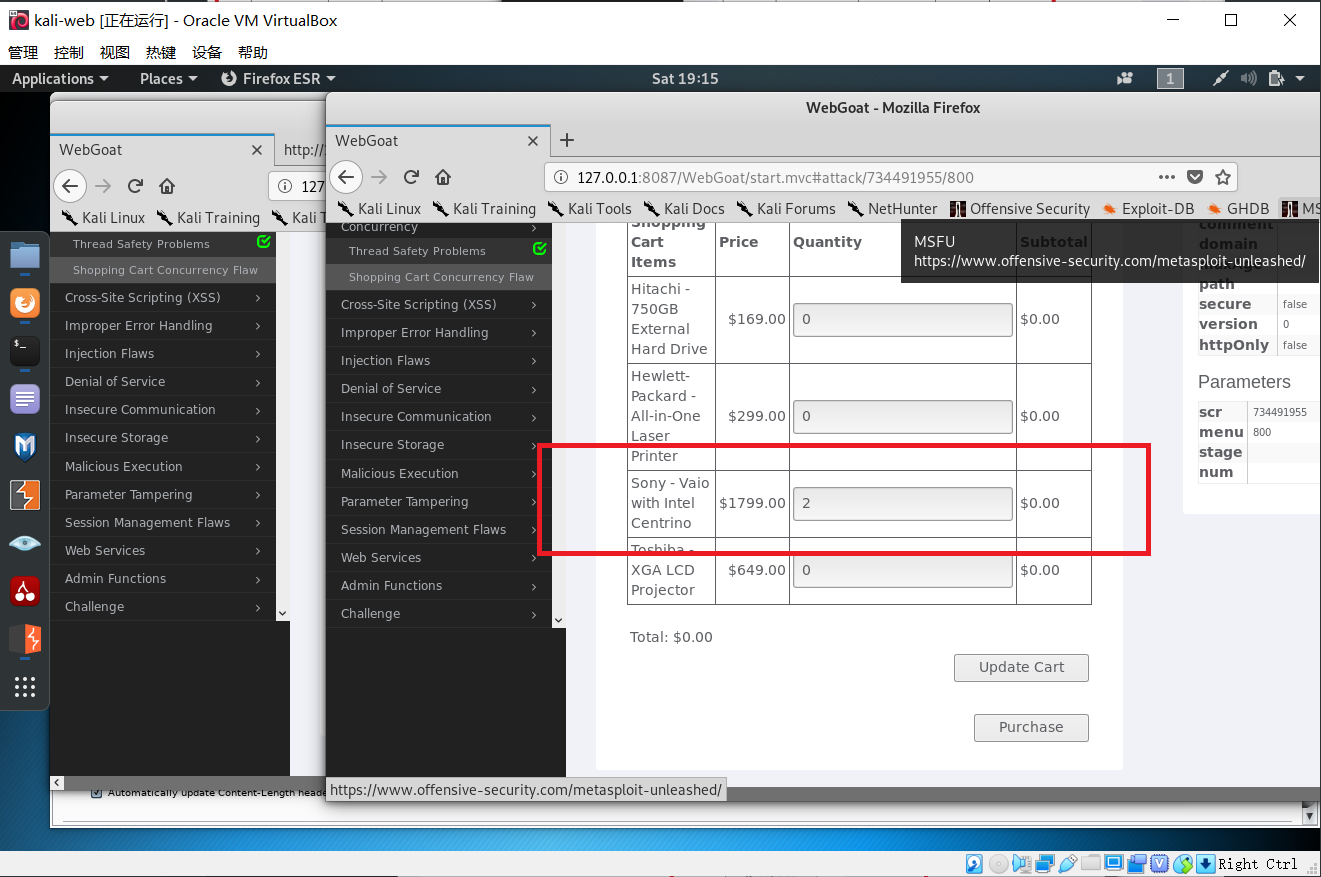 kali-web [正在运行] - Oracle VM VirtualBox
管理 控制 视图 热键 设备 帮助
Applications Places Firefox ESR Sat 19:15 1
WebGoat - Mozilla Firefox
WebGoat http://
127
Kali Linux Kali Training Kali T
Thread Safety Problems
Shopping Cart Concurrency Flaw
Cross-Site Scripting (XSS)
Improper Error Handling
Injection Flaws
Denial of Service
Insecure Communication
Insecure Storage
Malicious Execution
Parameter Tampering
Session Management Flaws
Web Services
Admin Functions
Challenge
Automatically update Content-Length heade
WebGoat
127.0.0.1:8087/WebGoat/start.mvc#attack/734491955/800
Kali Linux Kali Training Kali Tools Kali Docs Kali Forums NetHunter Offensive Security Exploit-DB GHDB MS
MSFU
https://www.offensive-security.com/metasploit-unleashed/
Concurrency
Thread Safety Problems
Shopping Cart Concurrency Flaw
Cross-Site Scripting (XSS)
Improper Error Handling
Injection Flaws
Denial of Service
Insecure Communication
Insecure Storage
Malicious Execution
Parameter Tampering
Session Management Flaws
Web Services
Admin Functions
Challenge
Shopping
Cart
Items
Price Quantity Subtotal
Hitachi -
750GB
External
Hard Drive
$169.00 0 $0.00
Hewlett-
Packard -
All-in-One
Laser
Printer
$299.00 0 $0.00
Sony - Vaio
with Intel
Centrino
$1799.00 2 $0.00
Toshiba -
XGA LCD
Projector
$649.00 0 $0.00
Total: $0.00
Update Cart
Purchase
comment
domain
path
secure false
version 0
httpOnly false
Parameters
scr 734491955
menu 800
stage
num
https://www.offensive-security.com/metasploit-unleashed/
Right Ctrl